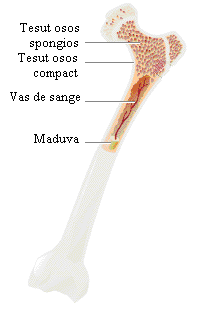 Tesut osos
spongios
Tesut osos
compact
Vas de sange
Maduva